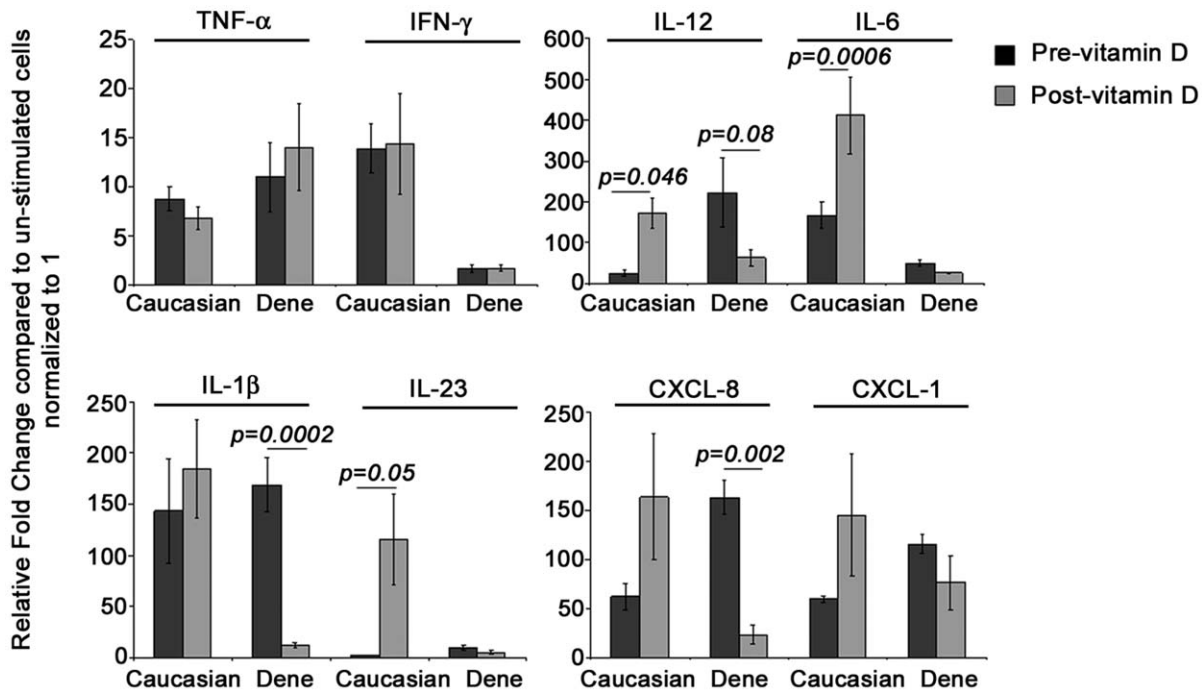 Relative Fold Change compared to un-stimulated cells
normalized to 1
TNF-α IFN-γ
25
20
15
10
5
0
Caucasian Dene Caucasian Dene
IL-12 IL-6
600
500
400
300
200
100
0
p=0.046
p=0.08
p=0.0006
Caucasian Dene Caucasian Dene
Pre-vitamin D
Post-vitamin D
IL-1β IL-23
250
200
150
100
50
0
p=0.0002
p=0.05
Caucasian Dene Caucasian Dene
CXCL-8 CXCL-1
250
200
150
100
50
0
p=0.002
Caucasian Dene Caucasian Dene